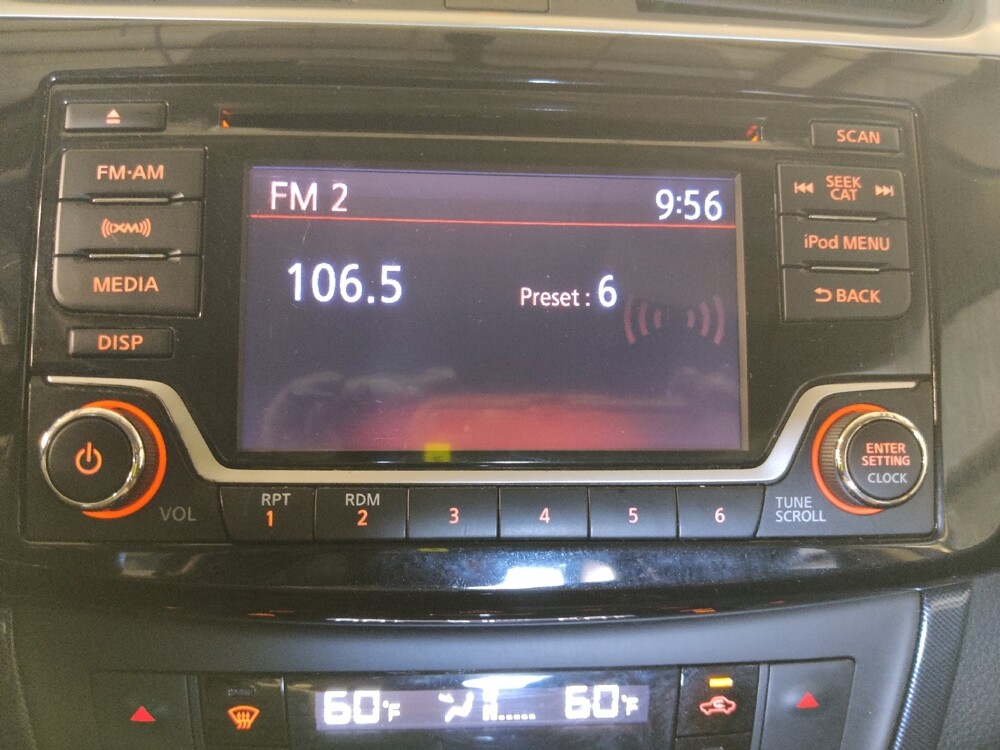 SCAN
FM·AM
SEEK
CAT
XM
iPod MENU
MEDIA
BACK
DISP
FM 2
9:56
106.5
Preset : 6
VOL
RPT
1
RDM
2
3
4
5
6
TUNE
SCROLL
ENTER
SETTING
CLOCK
60°F
60°F